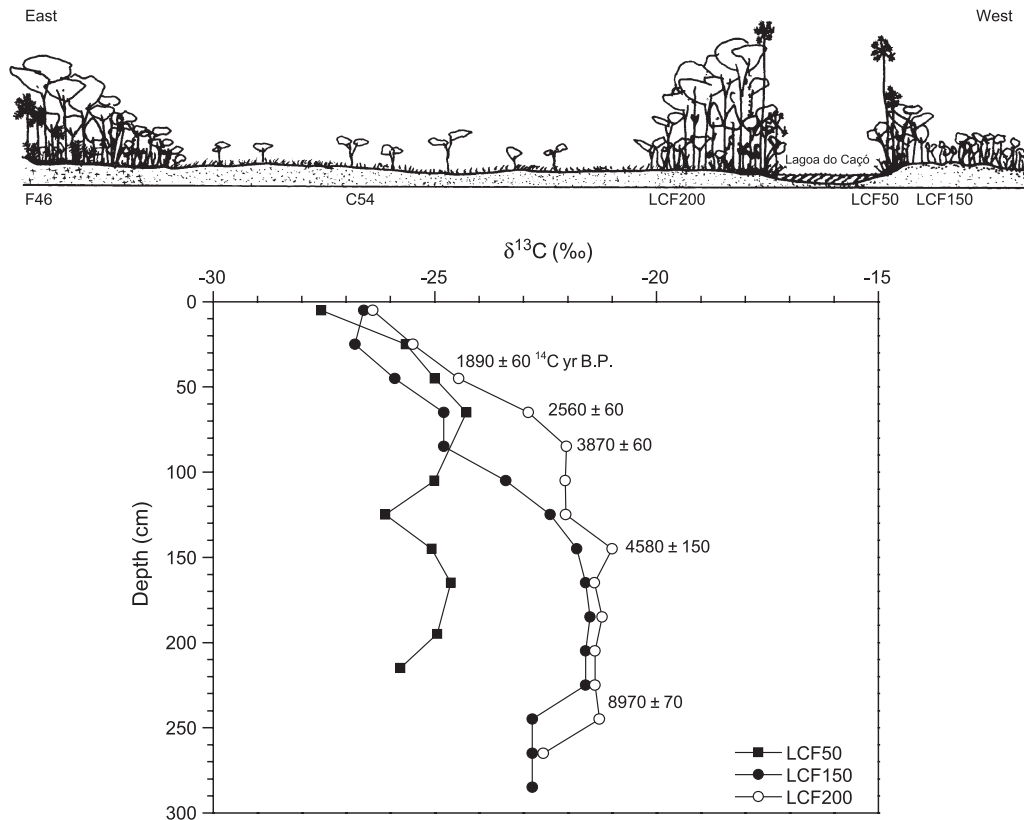 East West
Lagoa do Caçó
F46 C54 LCF200 LCF50 LCF150
δ13C (‰)
-30 -25 -20 -15
0
1890 ± 60 14C yr B.P.
50
2560 ± 60
3870 ± 60
100
4580 ± 150
150
Depth (cm)
200
8970 ± 70
250
LCF50
LCF150
LCF200
300